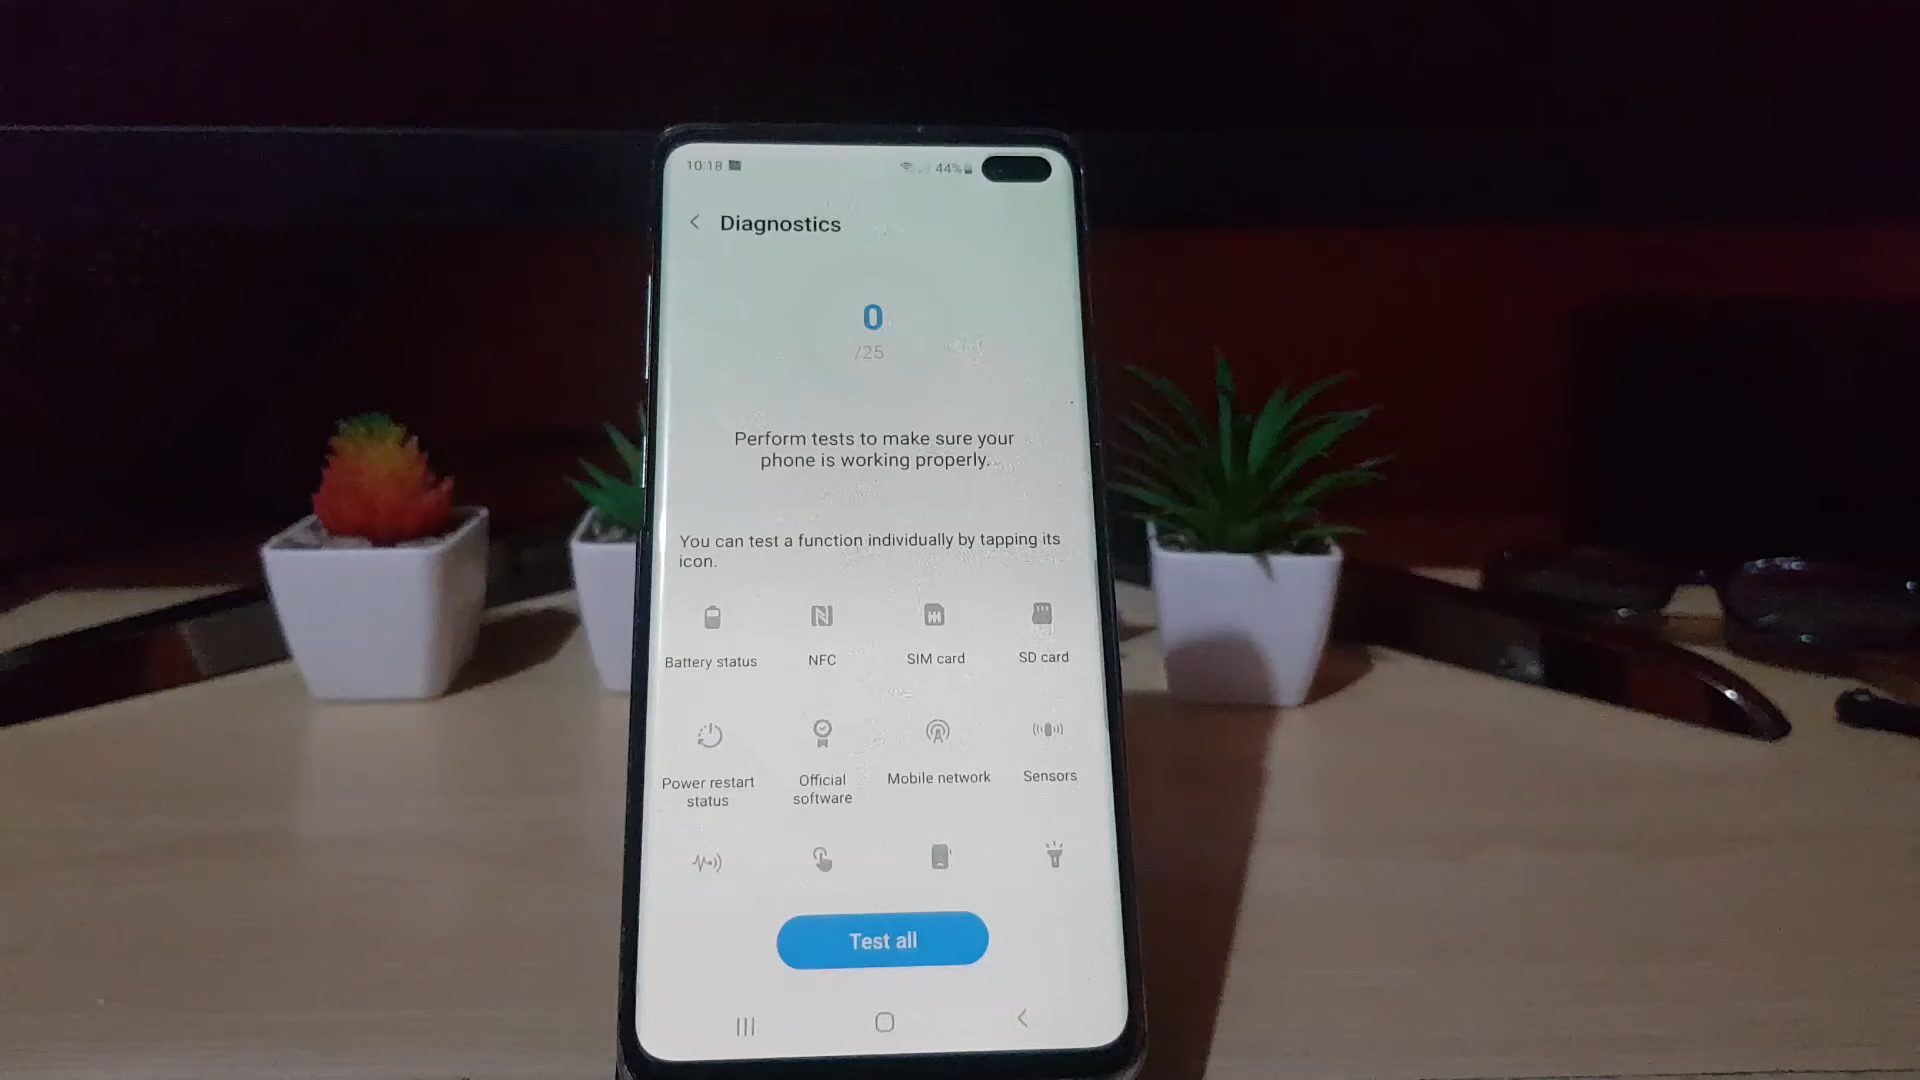 10:18
44%
Diagnostics
0
/25
Perform tests to make sure your
phone is working properly.
You can test a function individually by tapping its
icon.
Battery status
NFC
SIM card
SD card
Power restart
status
Official
software
Mobile network
Sensors
Test all